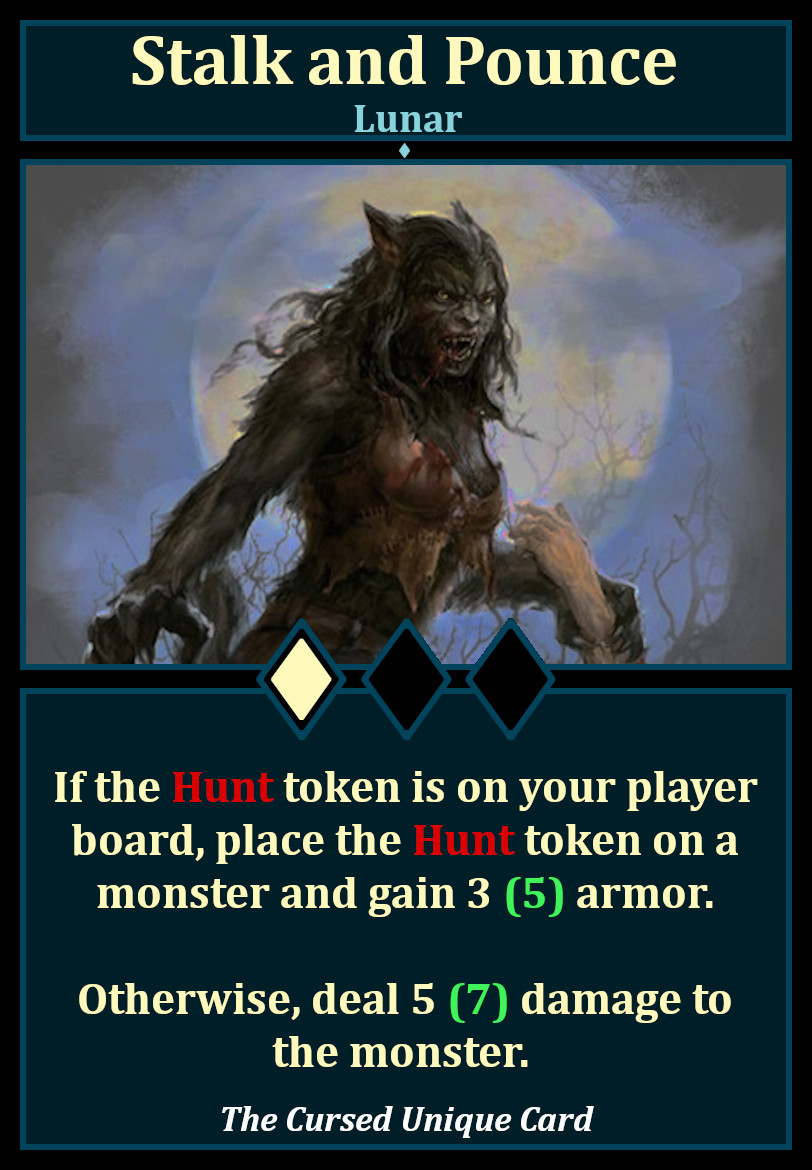 Stalk and Pounce
Lunar
If the Hunt token is on your player
board, place the Hunt token on a
monster and gain 3 (5) armor.
Otherwise, deal 5 (7) damage to
the monster.
The Cursed Unique Card